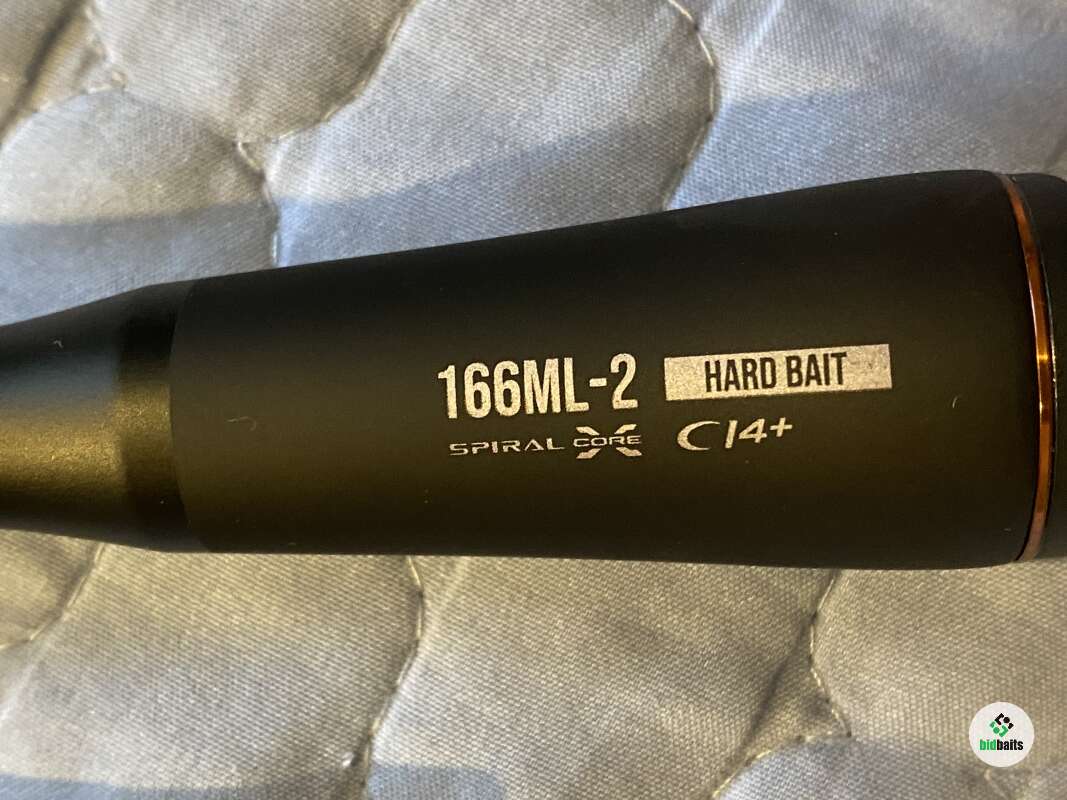 166ML-2 HARD BAIT
SPIRAL X CORE CI4+
bidbaits